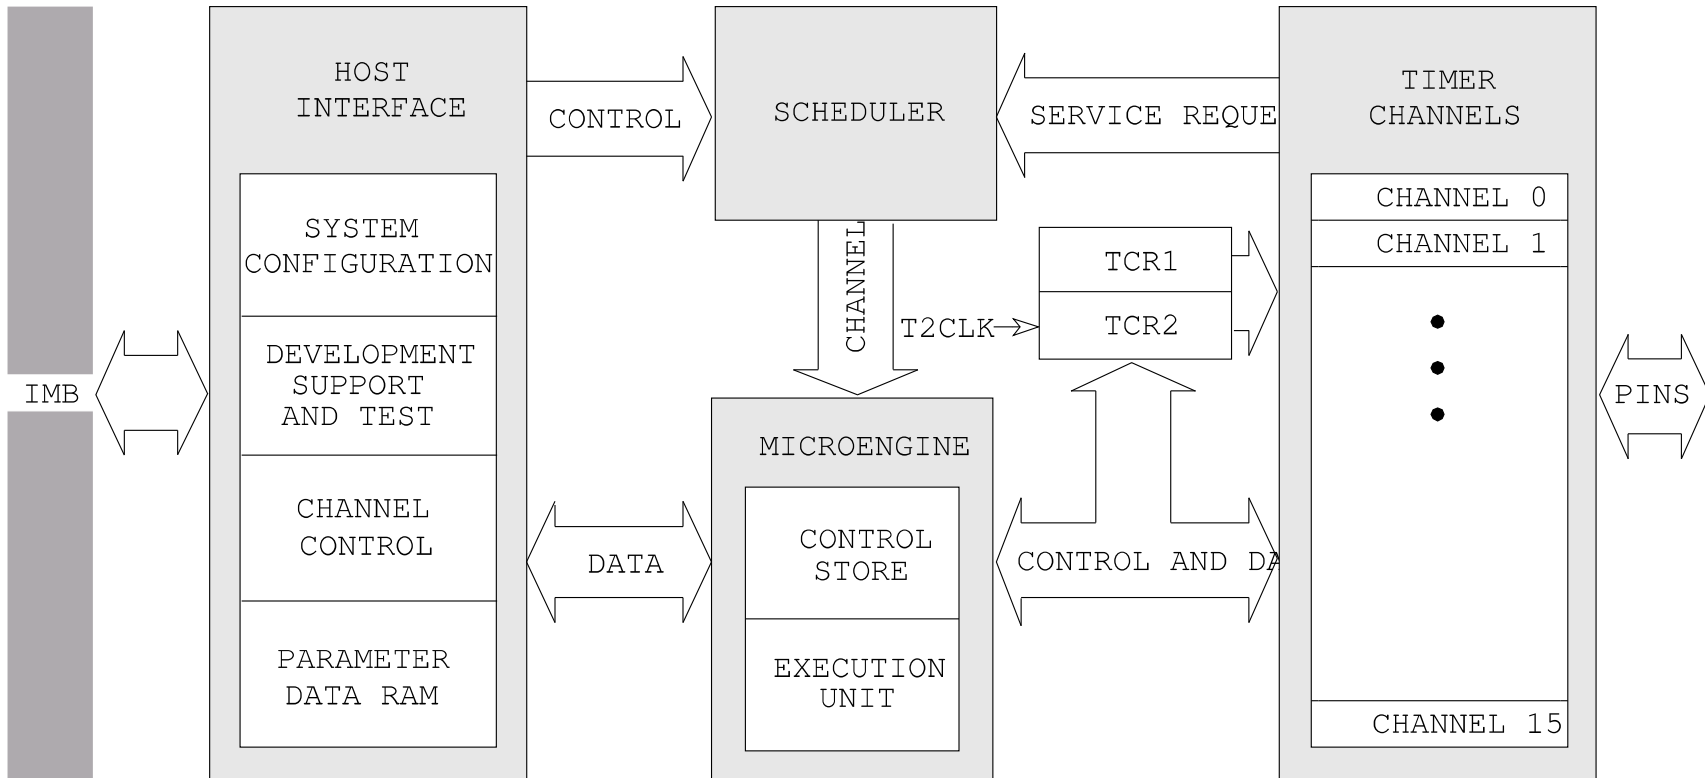 HOST
INTERFACE
SYSTEM
CONFIGURATION
DEVELOPMENT
SUPPORT
AND TEST
CHANNEL
CONTROL
PARAMETER
DATA RAM
IMB
CONTROL
DATA
SCHEDULER
CHANNEL
MICROENGINE
CONTROL
STORE
EXECUTION
UNIT
SERVICE REQUE
T2CLK
TCR1
TCR2
CONTROL AND DA
TIMER
CHANNELS
CHANNEL 0
CHANNEL 1
CHANNEL 15
PINS